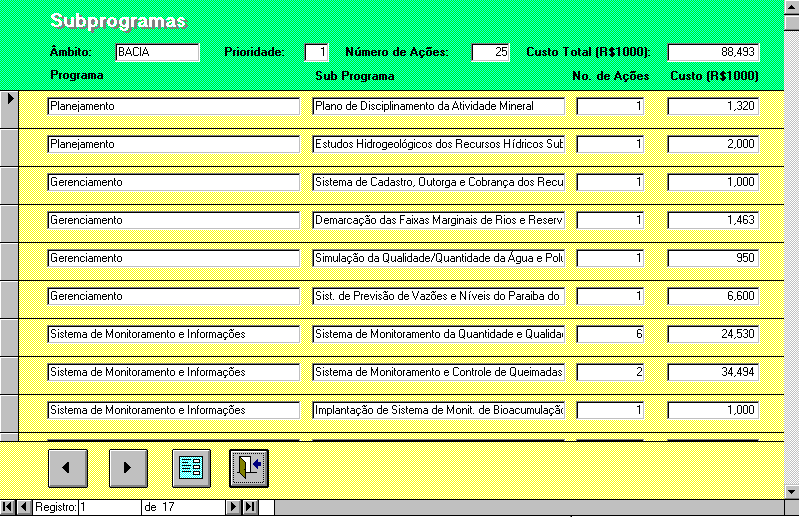 Subprogramas
Âmbito: BACIA Prioridade: 1 Número de Ações: 25 Custo Total (R$1000): 88,493
Programa Sub Programa No. de Ações Custo (R$1000)
Planejamento Plano de Disciplinamento da Atividade Mineral 1 1,320
Planejamento Estudos Hidrogeológicos dos Recursos Hídricos Sub 1 2,000
Gerenciamento Sistema de Cadastro, Outorga e Cobrança dos Recu 1 1,000
Gerenciamento Demarcação das Faixas Marginais de Rios e Reserv 1 1,463
Gerenciamento Simulação da Qualidade/Quantidade da Água e Polu 1 950
Gerenciamento Sist. de Previsão de Vazões e Níveis do Paraiba do 1 6,600
Sistema de Monitoramento e Informações Sistema de Monitoramento da Quantidade e Qualida 6 24,530
Sistema de Monitoramento e Informações Sistema de Monitoramento e Controle de Queimadas 2 34,494
Sistema de Monitoramento e Informações Implantação de Sistema de Monit. de Bioacumulação 1 1,000
Registro: 1 de 17